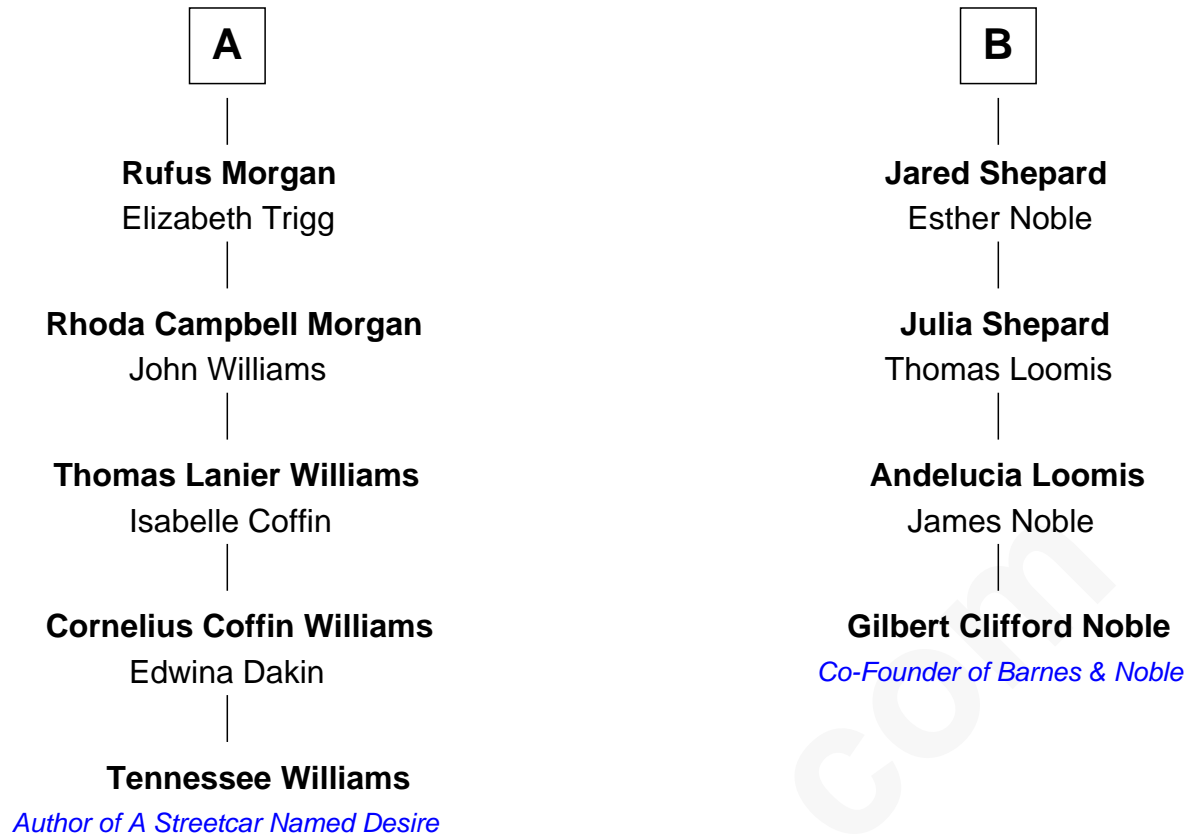 A
Rufus Morgan
Elizabeth Trigg
Rhoda Campbell Morgan
John Williams
Thomas Lanier Williams
Isabelle Coffin
Cornelius Coffin Williams
Edwina Dakin
Tennessee Williams
Author of A Streetcar Named Desire
B
Jared Shepard
Esther Noble
Julia Shepard
Thomas Loomis
Andelucia Loomis
James Noble
Gilbert Clifford Noble
Co-Founder of Barnes & Noble
com